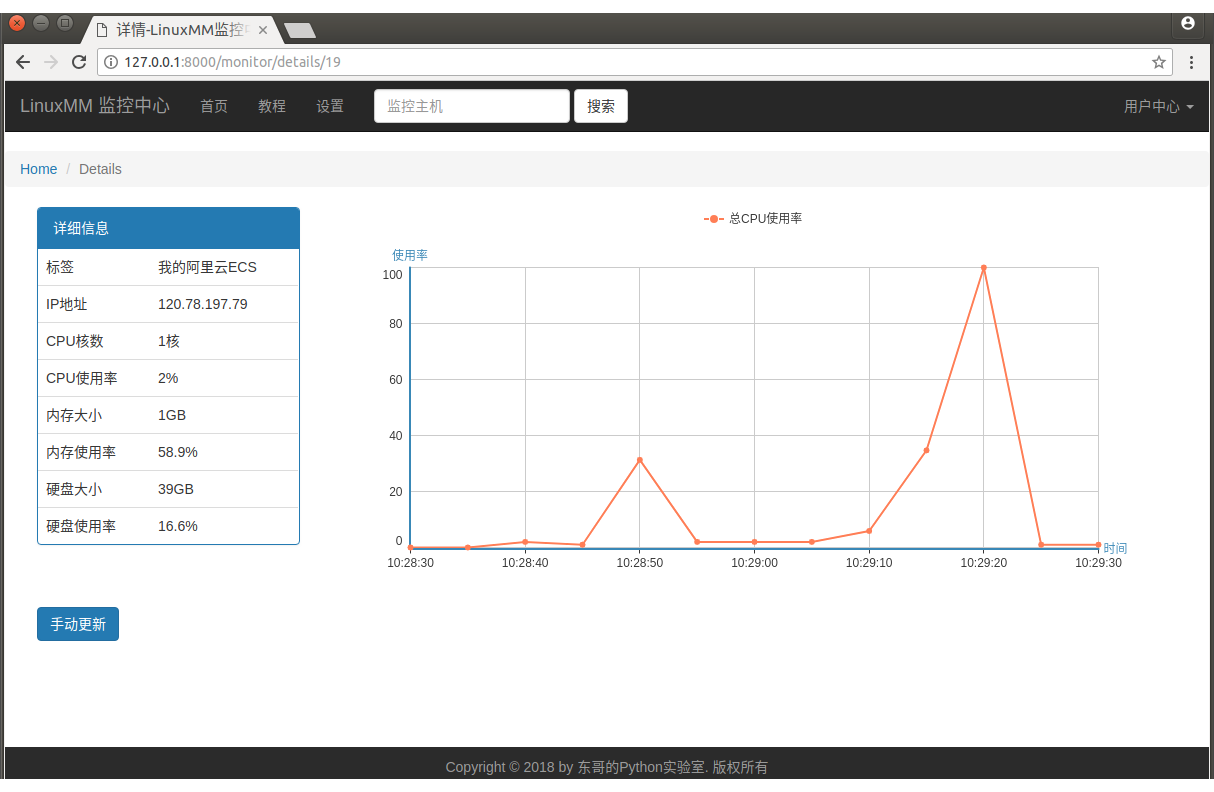 详情-LinuxMM监控
127.0.0.1:8000/monitor/details/19
LinuxMM 监控中心 首页 教程 设置 监控主机 搜索 用户中心
Home / Details
详细信息
标签 我的阿里云ECS
IP地址 120.78.197.79
CPU核数 1核
CPU使用率 2%
内存大小 1GB
内存使用率 58.9%
硬盘大小 39GB
硬盘使用率 16.6%
手动更新
总CPU使用率
使用率
100
80
60
40
20
0
10:28:30 10:28:40 10:28:50 10:29:00 10:29:10 10:29:20 10:29:30
时间
Copyright © 2018 by 东哥的Python实验室. 版权所有